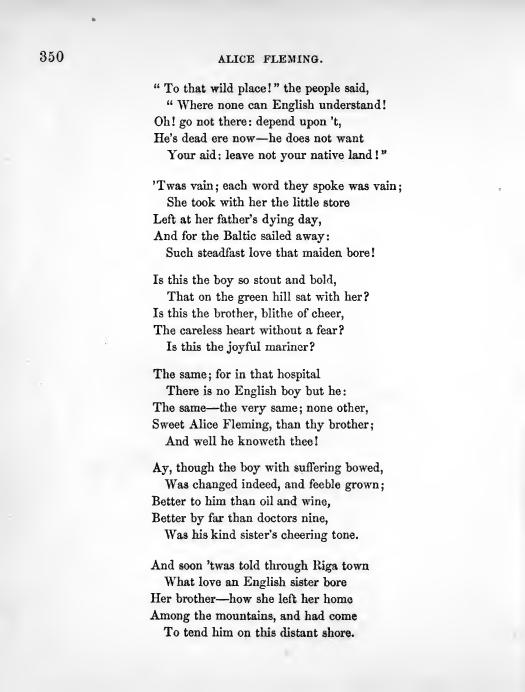 350
ALICE FLEMING.
“ To that wild place!” the people said,
“ Where none can English understand!
Oh! go not there: depend upon 't,
He's dead ere now—he does not want
Your aid: leave not your native land!”
'Twas vain; each word they spoke was vain;
She took with her the little store
Left at her father's dying day,
And for the Baltic sailed away:
Such steadfast love that maiden bore!
Is this the boy so stout and bold,
That on the green hill sat with her?
Is this the brother, blithe of cheer,
The careless heart without a fear?
Is this the joyful mariner?
The same; for in that hospital
There is no English boy but he:
The same—the very same; none other,
Sweet Alice Fleming, than thy brother;
And well he knoweth thee!
Ay, though the boy with suffering bowed,
Was changed indeed, and feeble grown;
Better to him than oil and wine,
Better by far than doctors nine,
Was his kind sister's cheering tone.
And soon 'twas told through Riga town
What love an English sister bore
Her brother—how she left her home
Among the mountains, and had come
To tend him on this distant shore.